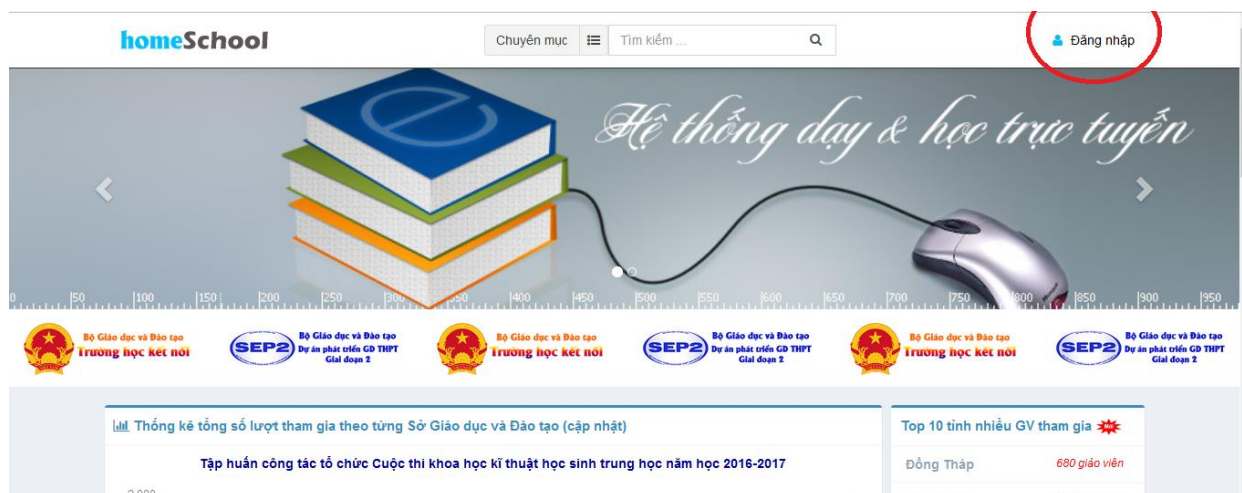 homeSchool
Chuyên mục
Tìm kiếm ...
Đăng nhập
Hệ thống dạy & học trực tuyến
0 50 100 150 200 250 300 350 400 450 500 550 600 650 700 750 800 850 900 950
Bộ Giáo dục và Đào tạo
Trường học kết nối
SEP2
Bộ Giáo dục và Đào tạo
Dự án phát triển GD THPT
Giai đoạn 2
Bộ Giáo dục và Đào tạo
Trường học kết nối
SEP2
Bộ Giáo dục và Đào tạo
Dự án phát triển GD THPT
Giai đoạn 2
Bộ Giáo dục và Đào tạo
Trường học kết nối
SEP2
Bộ Giáo dục và Đào tạo
Dự án phát triển GD THPT
Giai đoạn 2
Thống kê tổng số lượt tham gia theo từng Sở Giáo dục và Đào tạo (cập nhật)
Tập huấn công tác tổ chức Cuộc thi khoa học kĩ thuật học sinh trung học năm học 2016-2017
Top 10 tỉnh nhiều GV tham gia
Đồng Tháp
680 giáo viên